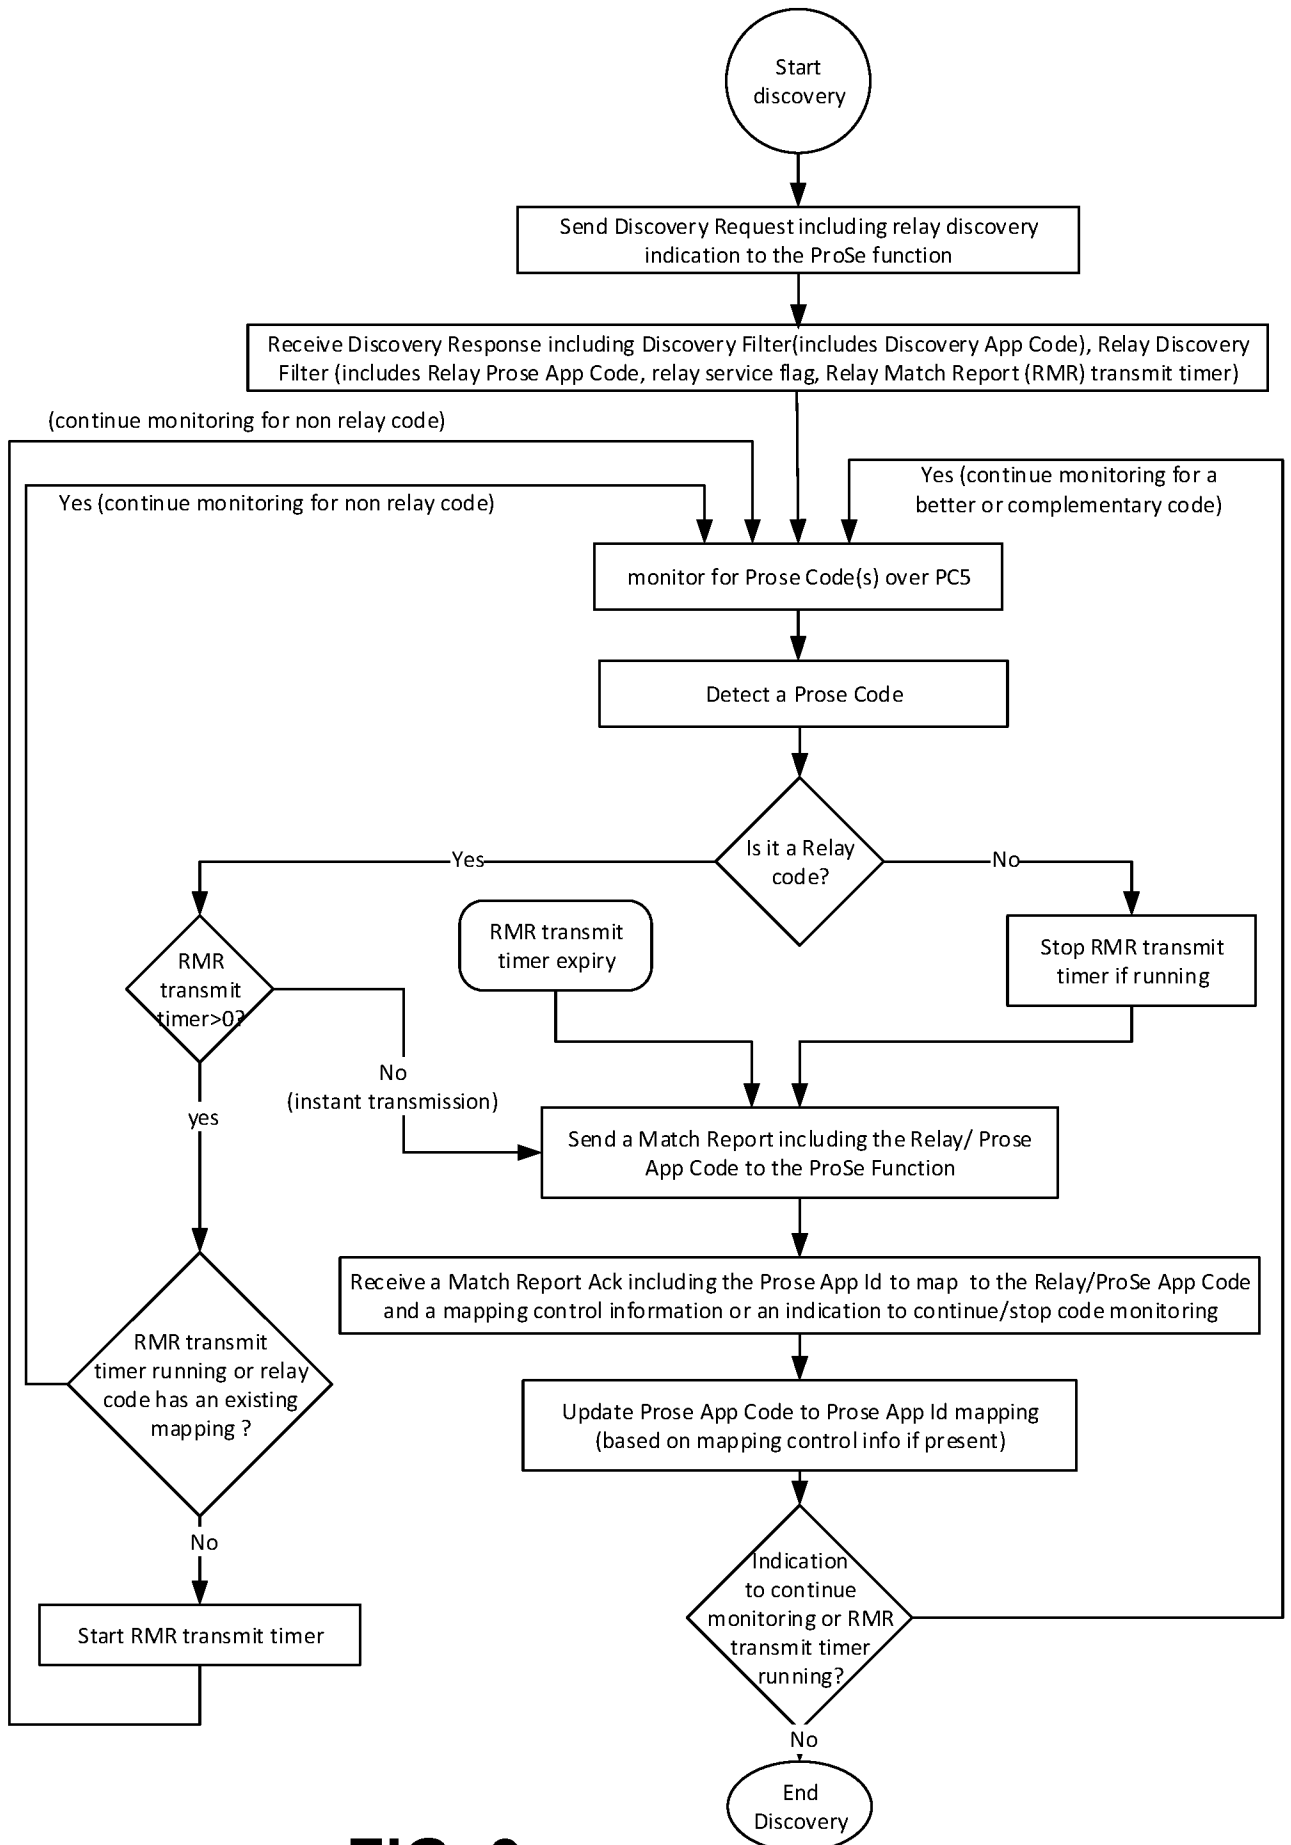 Start
discovery
Send Discovery Request including relay discovery
indication to the ProSe function
Receive Discovery Response including Discovery Filter(includes Discovery App Code), Relay Discovery
Filter (includes Relay Prose App Code, relay service flag, Relay Match Report (RMR) transmit timer)
(continue monitoring for non relay code)
Yes (continue monitoring for a
better or complementary code)
Yes (continue monitoring for non relay code)
monitor for Prose Code(s) over PC5
Detect a Prose Code
Is it a Relay
code?
Yes
No
RMR transmit
timer expiry
Stop RMR transmit
timer if running
RMR
transmit
timer>0?
No
(instant transmission)
yes
Send a Match Report including the Relay/ Prose
App Code to the ProSe Function
Receive a Match Report Ack including the Prose App Id to map to the Relay/ProSe App Code
and a mapping control information or an indication to continue/stop code monitoring
RMR transmit
timer running or relay
code has an existing
mapping ?
Update Prose App Code to Prose App Id mapping
(based on mapping control info if present)
No
Indication
to continue
monitoring or RMR
transmit timer
running?
Start RMR transmit timer
No
End
Discovery